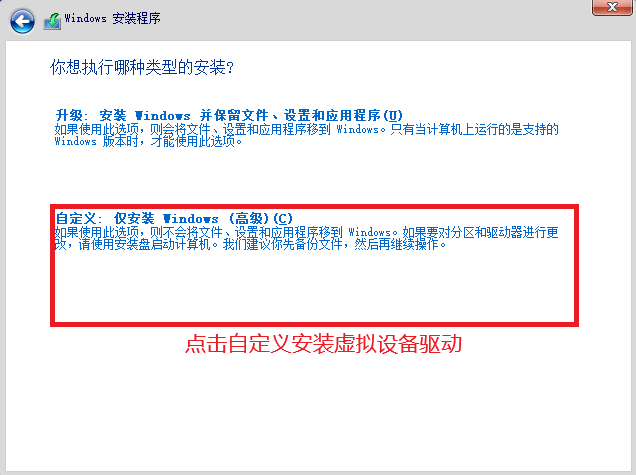 Windows 安装程序
你想执行哪种类型的安装?
升级: 安装 Windows 并保留文件、设置和应用程序(U)
如果使用此选项，则会将文件、设置和应用程序移到 Windows。只有当计算机上运行的是支持的
Windows 版本时，才能使用此选项。
自定义: 仅安装 Windows (高级)(C)
如果使用此选项，则不会将文件、设置和应用程序移到 Windows。如果要对分区和驱动器进行更
改，请使用安装盘启动计算机。我们建议你先备份文件，然后再继续操作。
点击自定义安装虚拟设备驱动